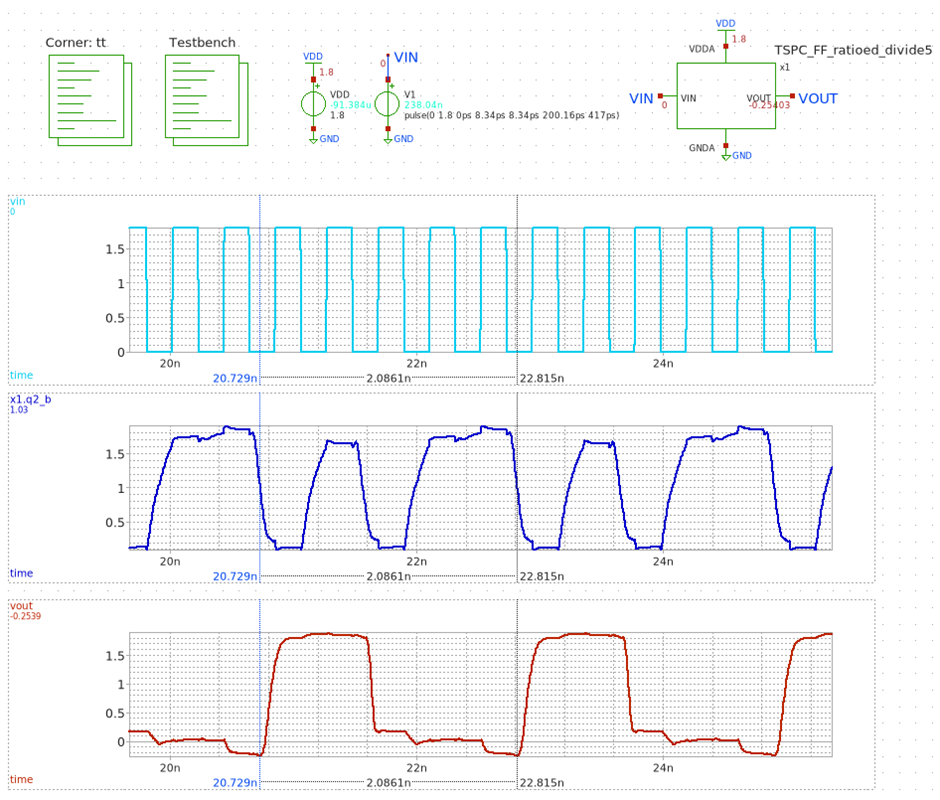 Corner: tt
Testbench
VDD
1.8
VDD
-91.384u
1.8
GND
VIN
0
V1
238.04n
pulse(0 1.8 0ps 8.34ps 8.34ps 200.16ps 417ps)
GND
VDD
1.8
VDDA
TSPC_FF_ratioed_divide5
x1
VIN
0
VIN
VOUT
-0.25403
VOUT
GNDA
GND
vin
0
1.5
1
0.5
0
20n
22n
24n
time
20.729n
2.0861n
22.815n
x1.q2_b
1.03
1.5
1
0.5
20n
22n
24n
time
20.729n
2.0861n
22.815n
vout
-0.2539
1.5
1
0.5
0
20n
22n
24n
time
20.729n
2.0861n
22.815n